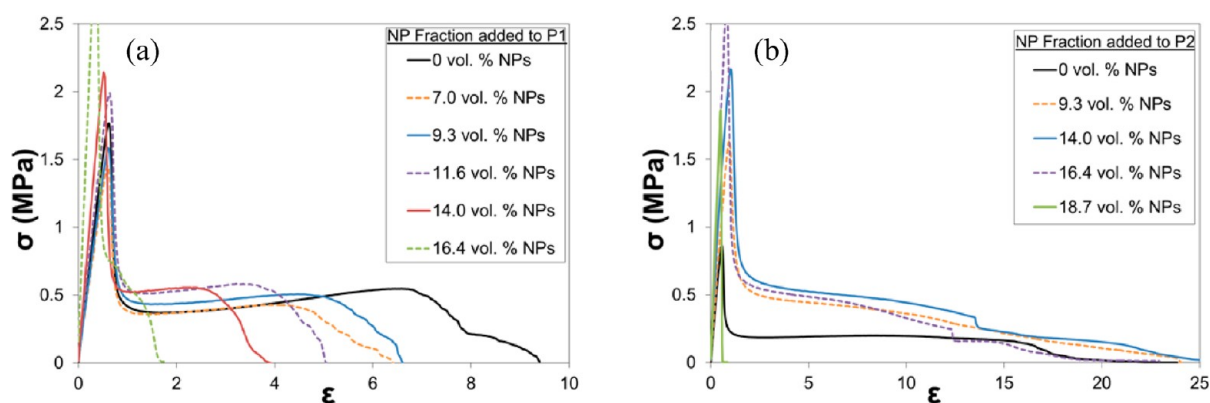 (a)
2.5
2
1.5
1
0.5
0
σ (MPa)
0 2 4 6 8 10
ε
NP Fraction added to P1
0 vol. % NPs
7.0 vol. % NPs
9.3 vol. % NPs
11.6 vol. % NPs
14.0 vol. % NPs
16.4 vol. % NPs
(b)
2.5
2
1.5
1
0.5
0
σ (MPa)
0 5 10 15 20 25
ε
NP Fraction added to P2
0 vol. % NPs
9.3 vol. % NPs
14.0 vol. % NPs
16.4 vol. % NPs
18.7 vol. % NPs